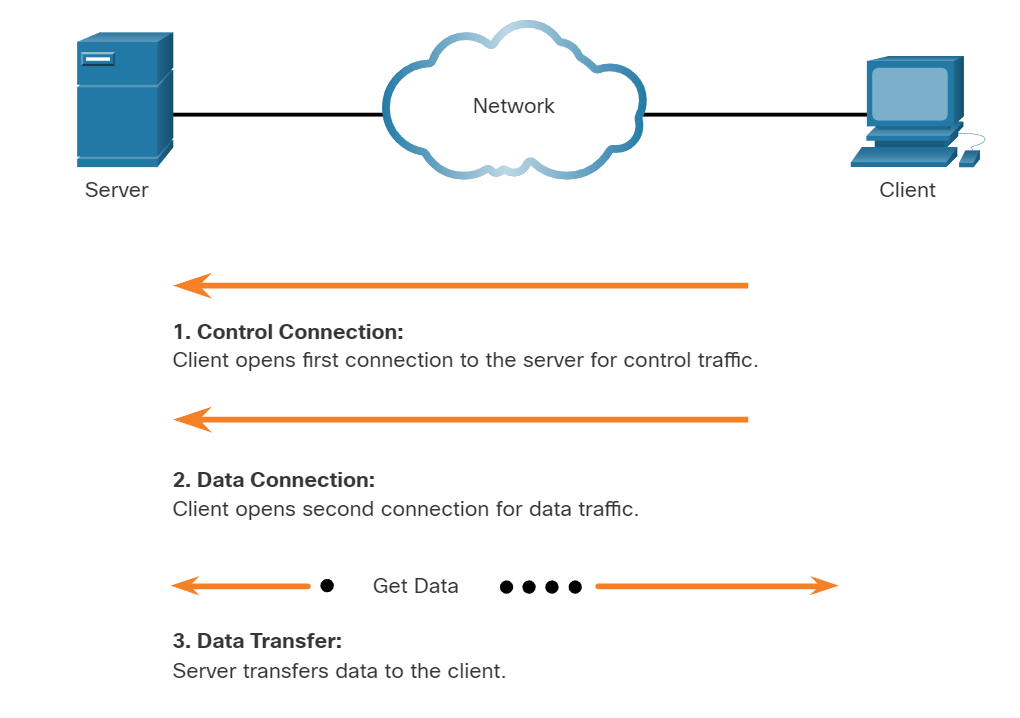 Network
Server
Client
1. Control Connection:
Client opens first connection to the server for control traffic.
2. Data Connection:
Client opens second connection for data traffic.
Get Data
3. Data Transfer:
Server transfers data to the client.